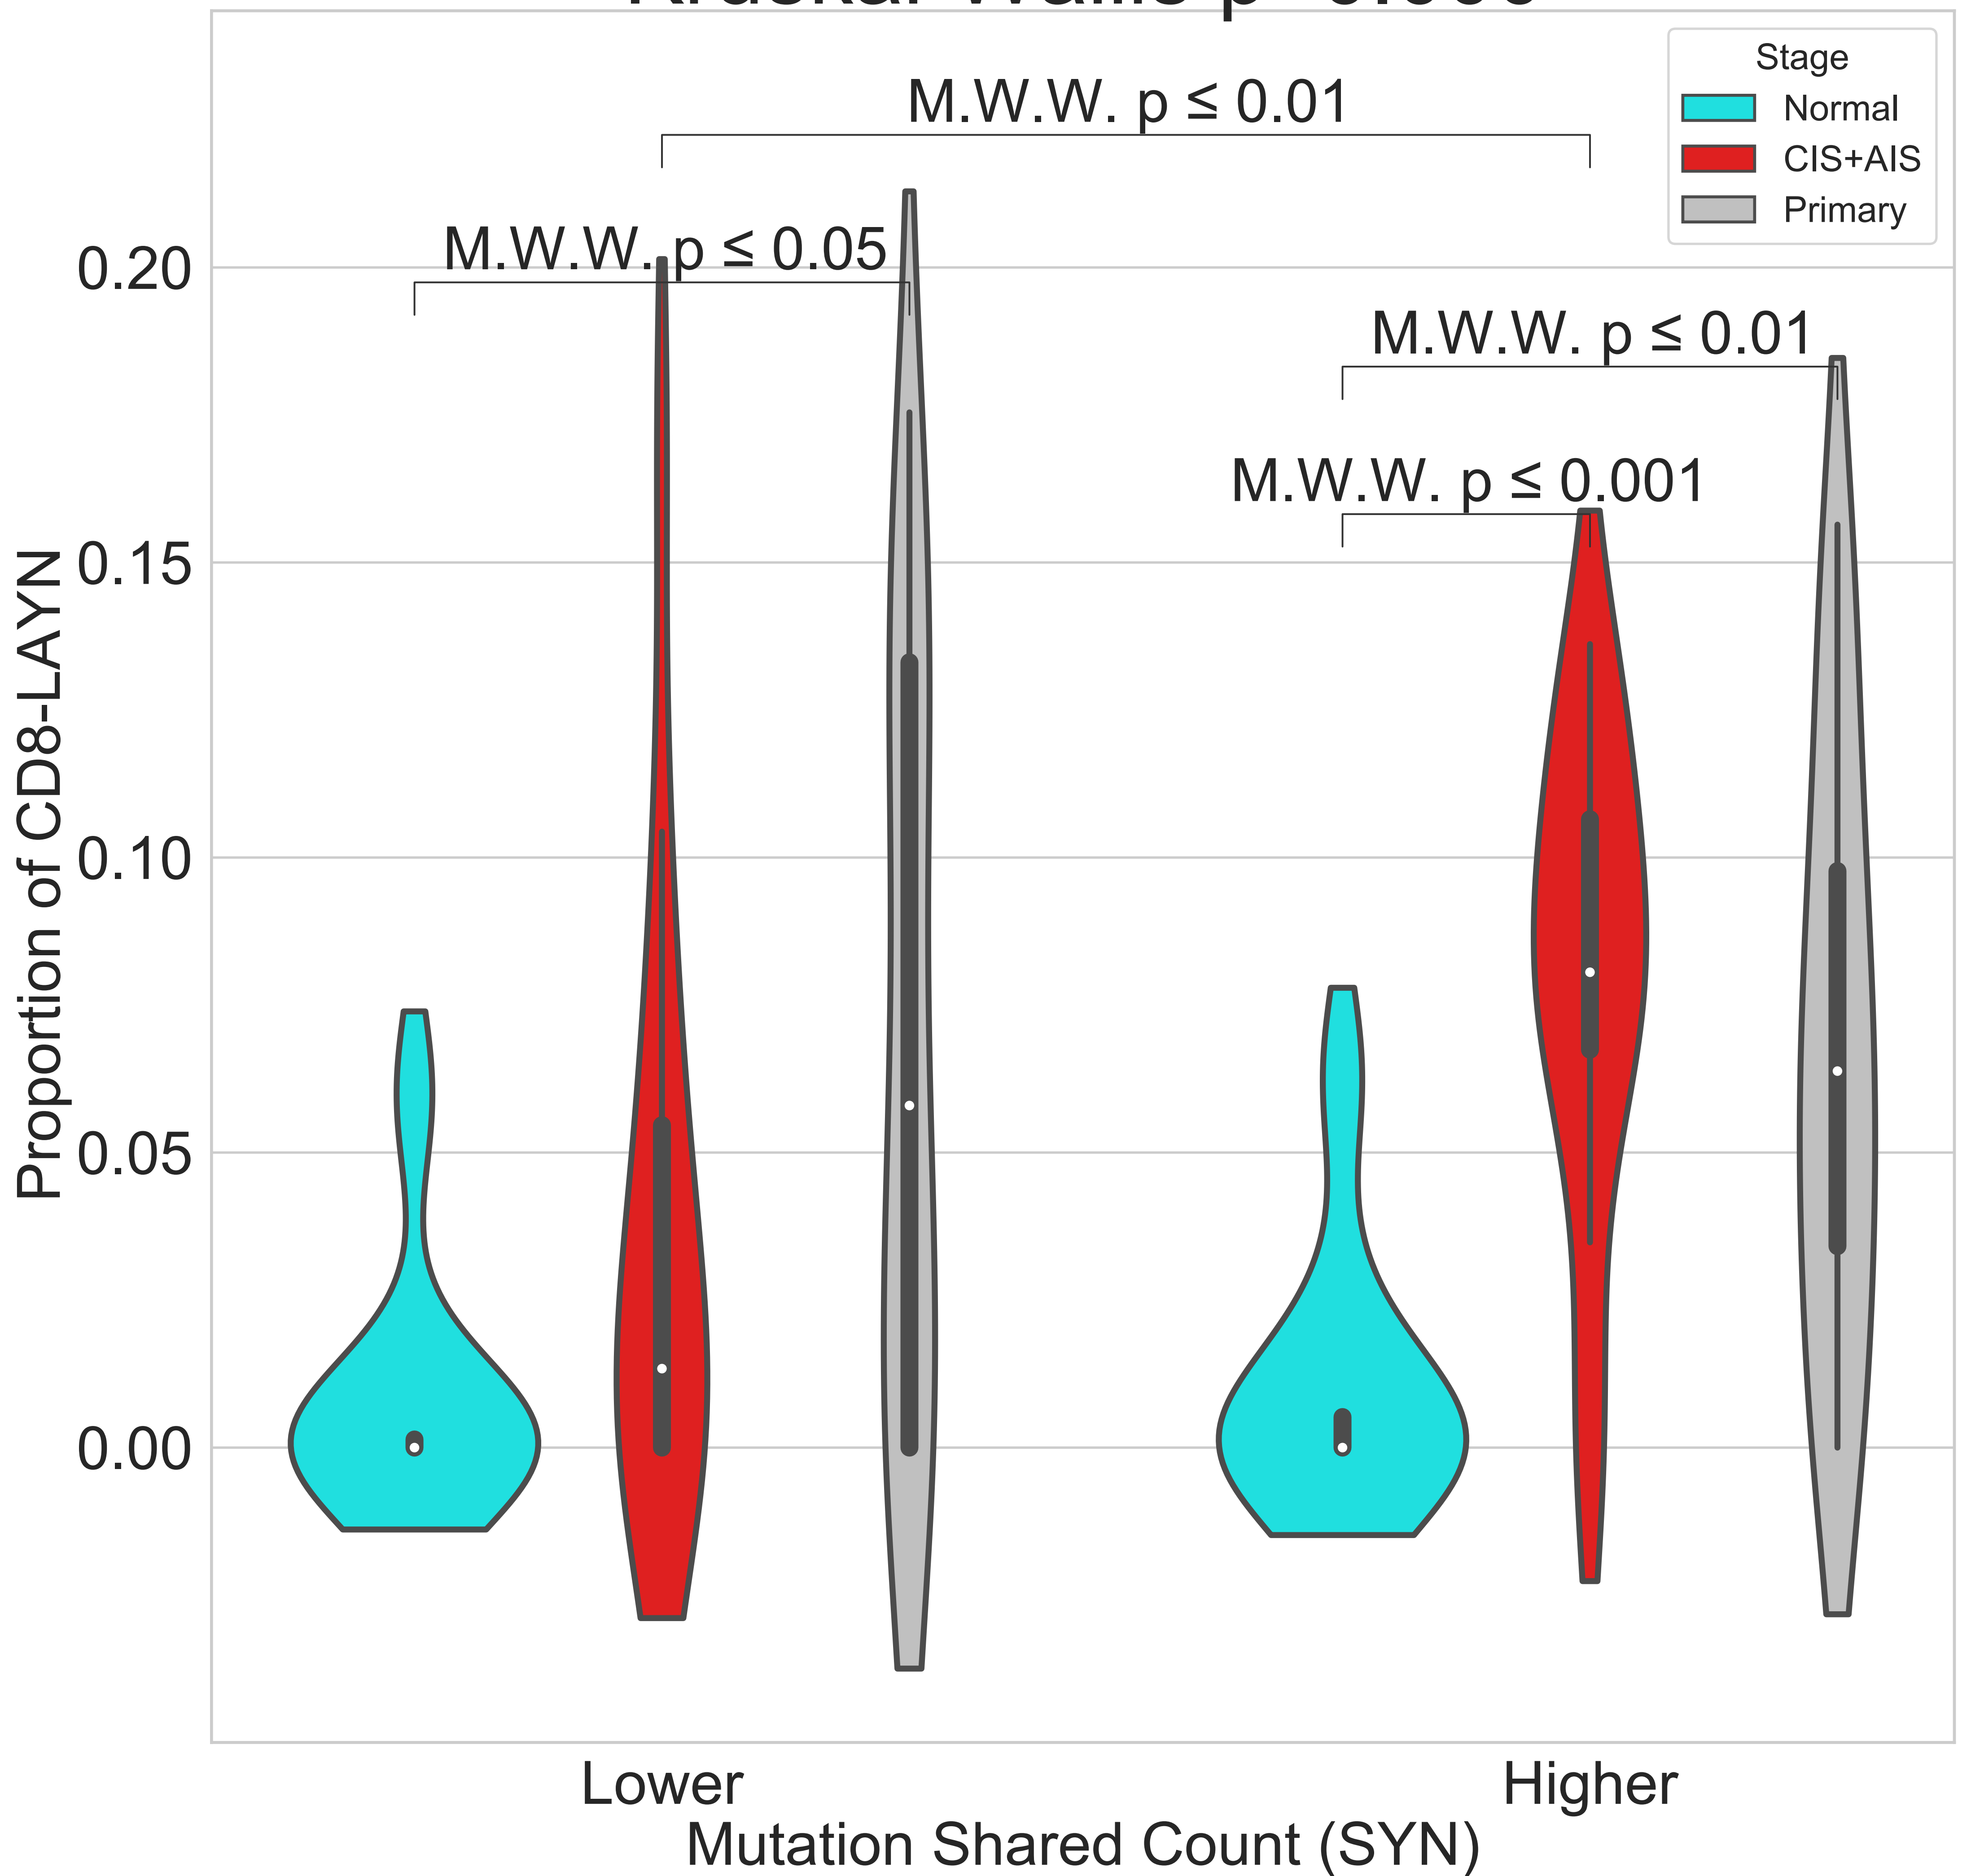 Stage
Normal
CIS+AIS
Primary
M.W.W. p ≤ 0.01
M.W.W. p ≤ 0.05
M.W.W. p ≤ 0.01
M.W.W. p ≤ 0.001
0.20
0.15
0.10
0.05
0.00
Proportion of CD8-LAYN
Lower
Higher
Mutation Shared Count (SYN)